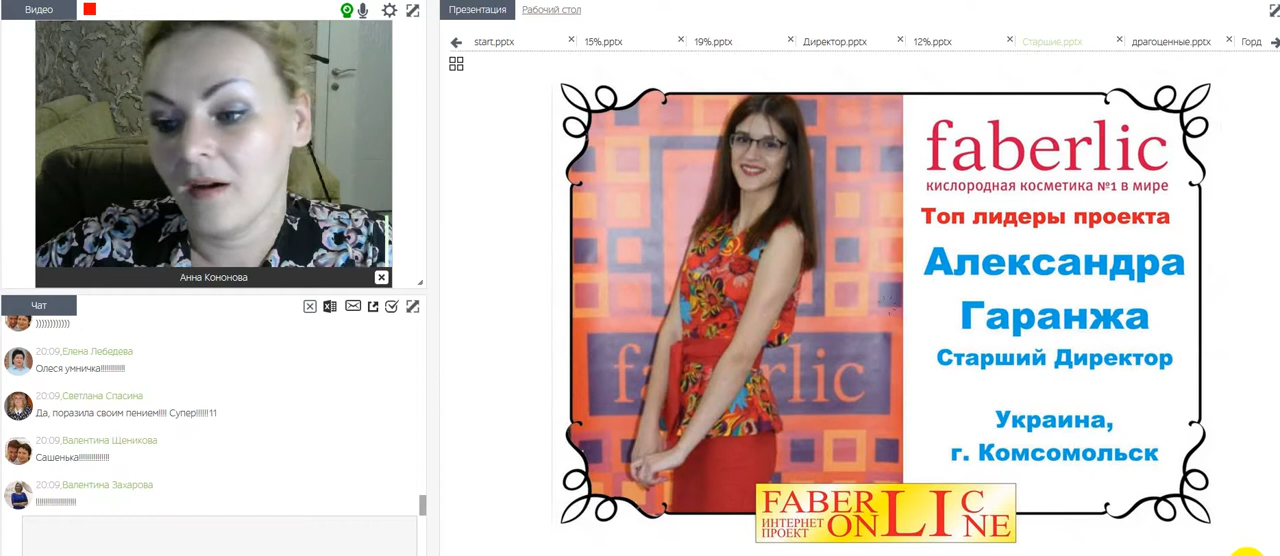 Видео
Анна Кононова
Чат
))))))))))))
20:09,Елена Лебедева
Олеся умничка!!!!!!!!!!!!!
20:09,Светлана Спасина
Да, поразила своим пением!!!! Супер!!!!!!11
20:09,Валентина Щеникова
Сашенька!!!!!!!!!!!!!!!
20:09,Валентина Захарова
!!!!!!!!!!!!!!!!!!!!
Презентация
Рабочий стол
start.pptx
15%.pptx
19%.pptx
Директор.pptx
12%.pptx
Старшие.pptx
драгоценные.pptx
Горд
faberlic
кислородная косметика №1 в мире
Топ лидеры проекта
Александра
Гаранжа
Старший Директор
Украина,
г. Комсомольск
faberlic
FABERLIC
ИНТЕРНЕТ ПРОЕКТ
ONLINE